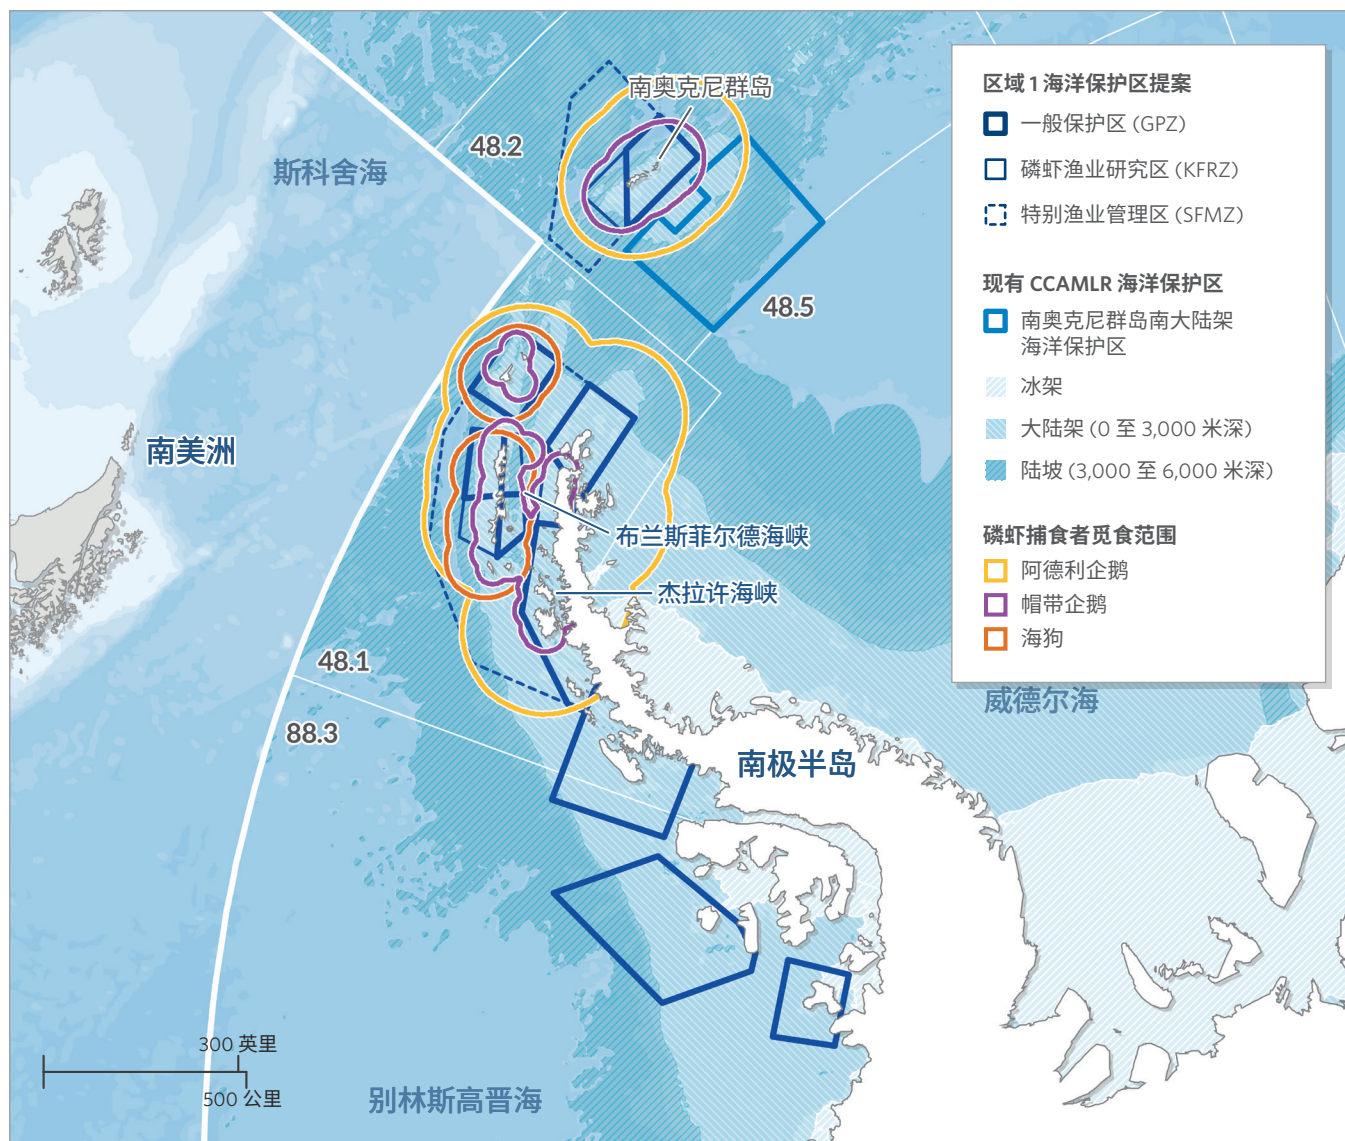 南奥克尼群岛
48.2
斯科舍海
48.5
南美洲
布兰斯菲尔德海峡
杰拉许海峡
48.1
88.3
威德尔海
南极半岛
300 英里
500 公里
别林斯高晋海
区域 1 海洋保护区提案
一般保护区 (GPZ)
磷虾渔业研究区 (KFRZ)
特别渔业管理区 (SFMZ)
现有 CCAMLR 海洋保护区
南奥克尼群岛南大陆架
海洋保护区
冰架
大陆架 (0 至 3,000 米深)
陆坡 (3,000 至 6,000 米深)
磷虾捕食者觅食范围
阿德利企鹅
帽带企鹅
海狗